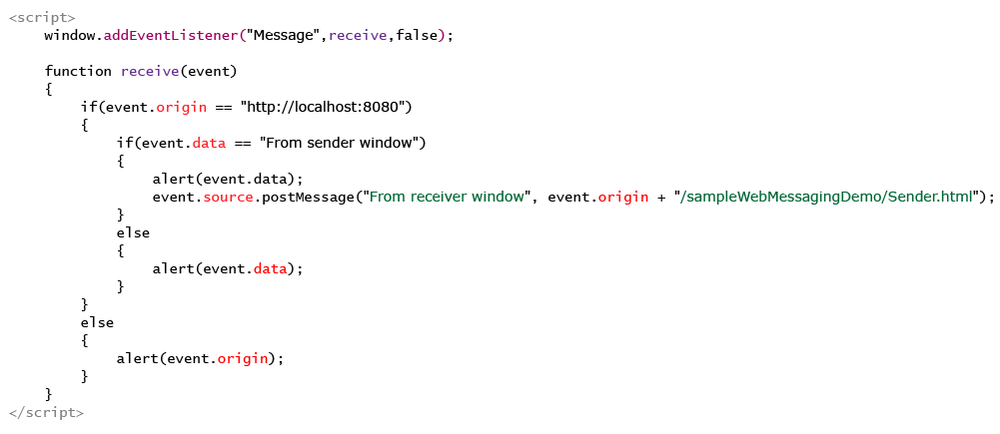 <script>
window.addEventListener("Message",receive,false);
function receive(event)
{
if(event.origin == "http://localhost:8080")
{
if(event.data == "From sender window")
{
alert(event.data);
event.source.postMessage("From receiver window", event.origin + "/sampleWebMessagingDemo/Sender.html");
}
else
{
alert(event.data);
}
}
else
{
alert(event.origin);
}
}
</script>